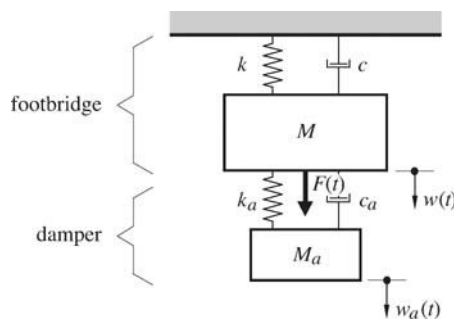 k
c
footbridge
M
F(t)
k_a
c_a
w(t)
damper
M_a
w_a(t)